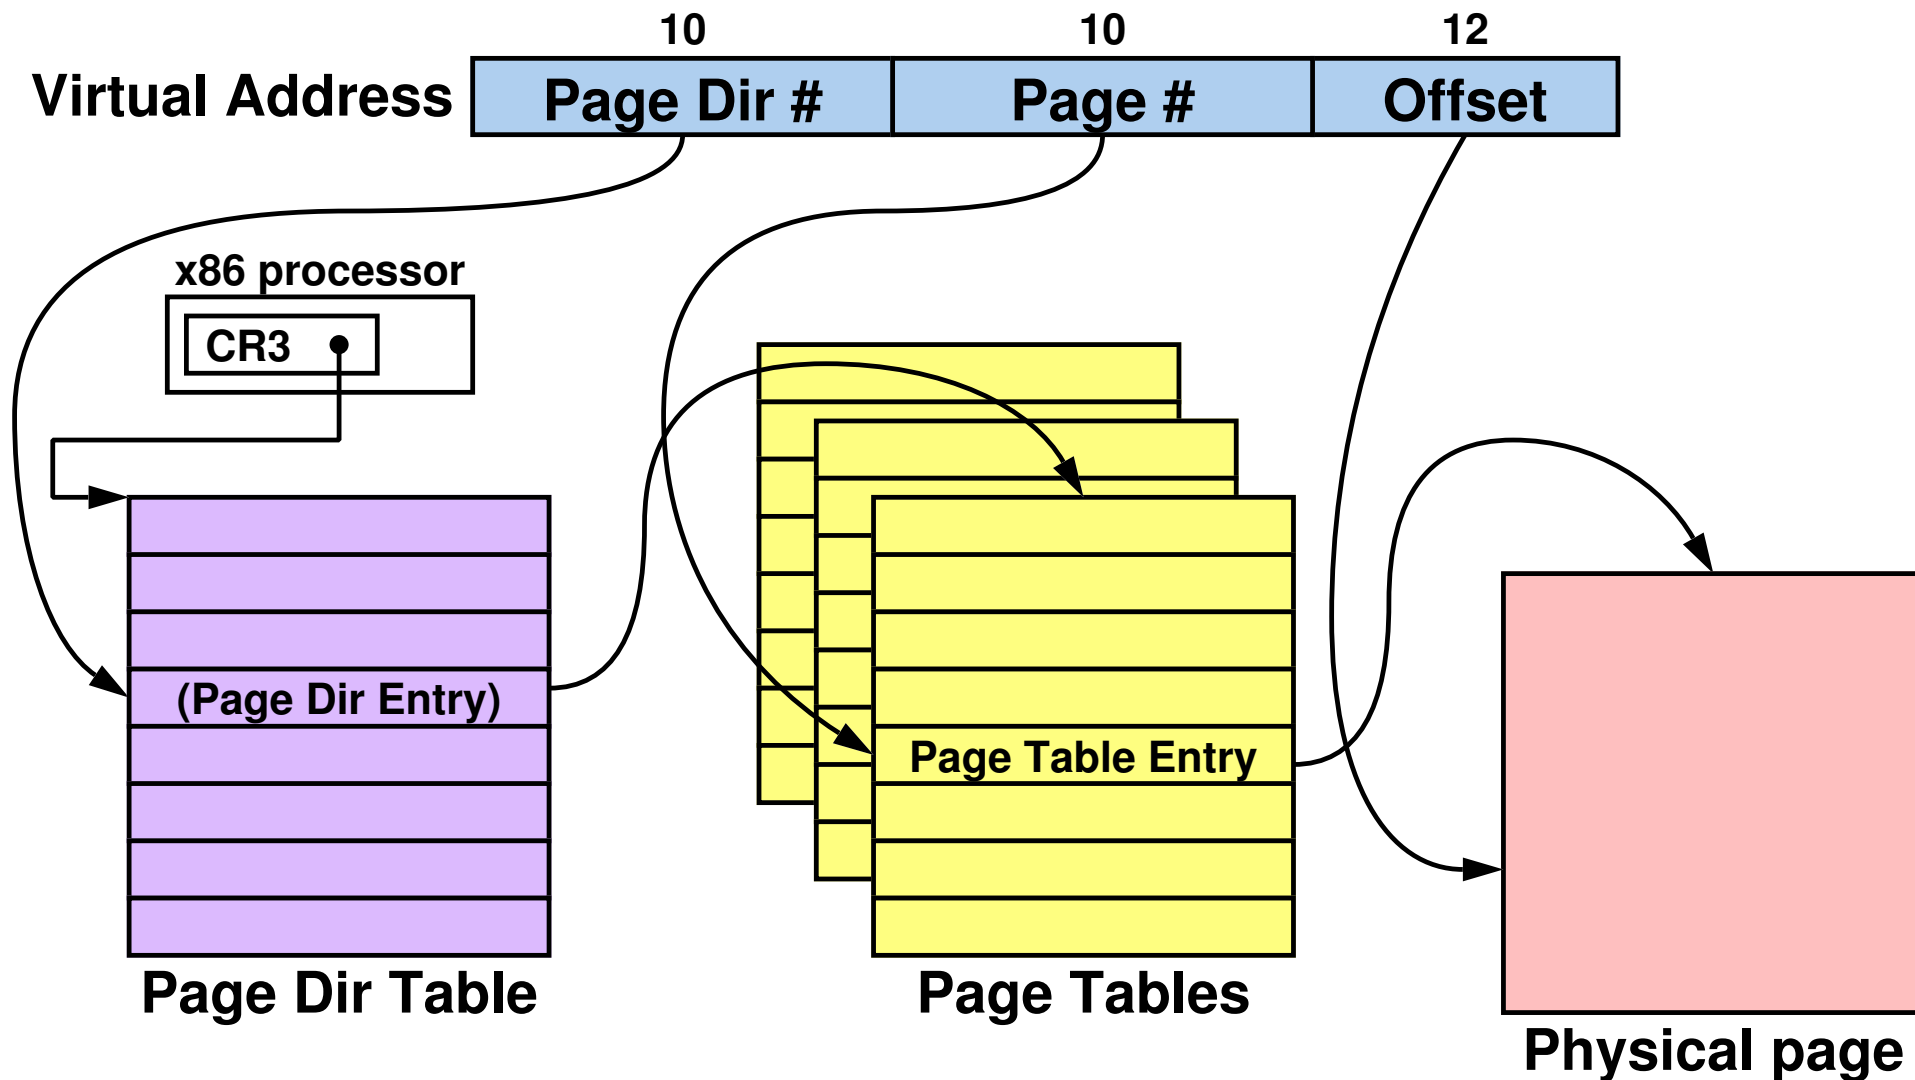 10 10 12
Virtual Address Page Dir # Page # Offset
x86 processor
CR3
(Page Dir Entry)
Page Table Entry
Page Dir Table
Page Tables
Physical page